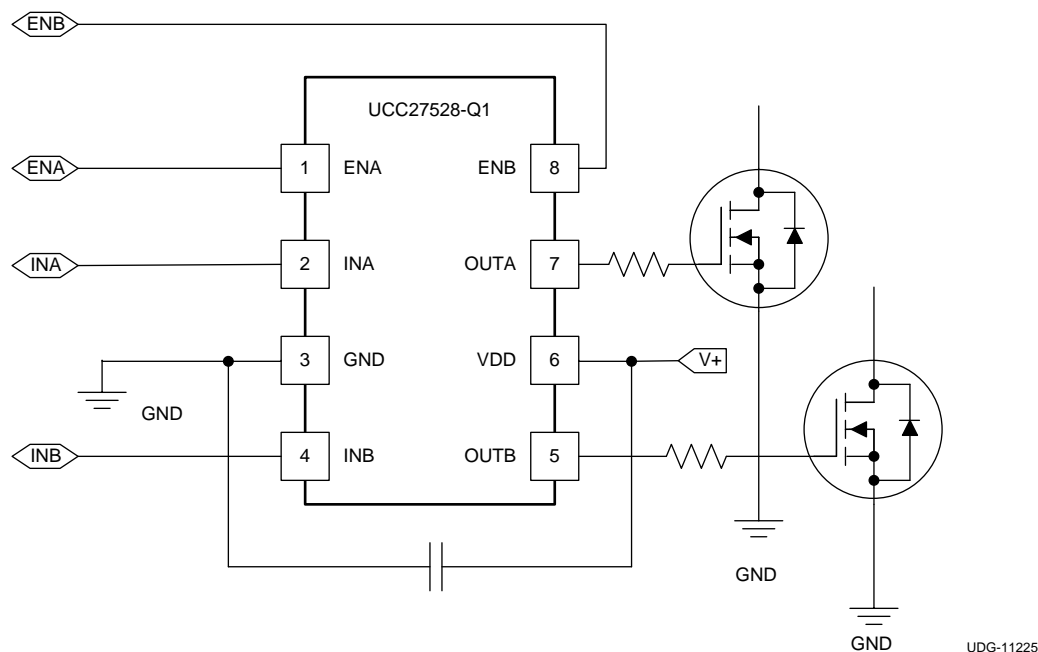 ENB
UCC27528-Q1
ENA 1 ENA ENB 8
INA 2 INA OUTA 7
3 GND VDD 6 V+
GND
INB 4 INB OUTB 5
GND
GND
UDG-11225